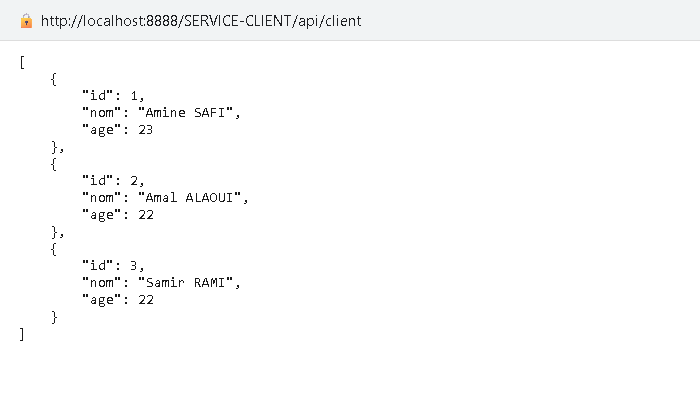 http://localhost:8888/SERVICE-CLIENT/api/client
[
    {
        "id": 1,
        "nom": "Amine SAFI",
        "age": 23
    },
    {
        "id": 2,
        "nom": "Amal ALAOUI",
        "age": 22
    },
    {
        "id": 3,
        "nom": "Samir RAMI",
        "age": 22
    }
]